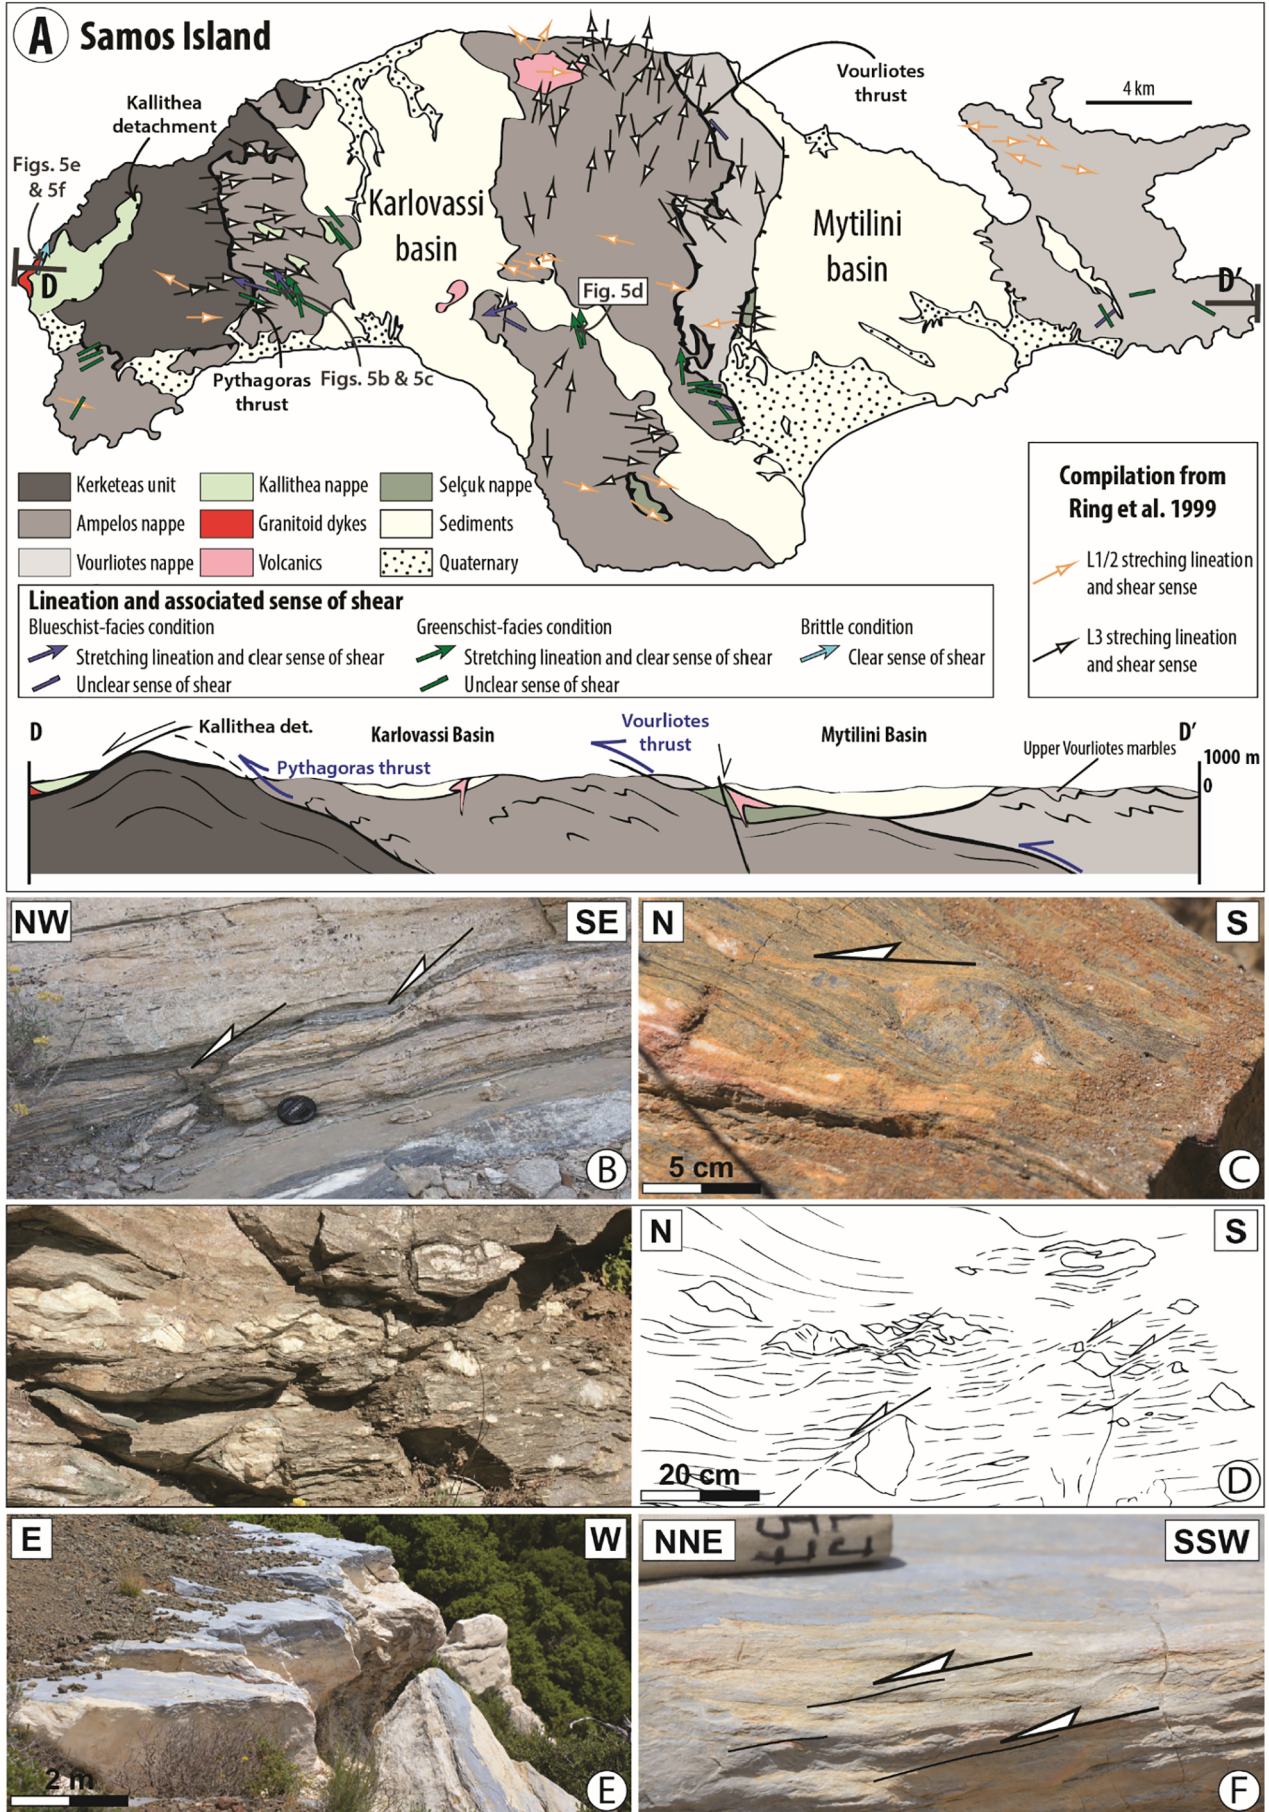 A Samos Island
Kallithea
detachment
Figs. 5e
& 5f
Vourliotes
thrust
4 km
Karlovassi
basin
Mytilini
basin
D
D'
Fig. 5d
Pythagoras
thrust
Figs. 5b & 5c
Kerketeas unit
Kallithea nappe
Selçuk nappe
Ampelos nappe
Granitoid dykes
Sediments
Vourliotes nappe
Volcanics
Quaternary
Compilation from
Ring et al. 1999
L1/2 streching lineation
and shear sense
L3 streching lineation
and shear sense
Lineation and associated sense of shear
Blueschist-facies condition
Greenschist-facies condition
Brittle condition
Stretching lineation and clear sense of shear
Stretching lineation and clear sense of shear
Clear sense of shear
Unclear sense of shear
Unclear sense of shear
D
Kallithea det.
Karlovassi Basin
Vourliotes
thrust
Mytilini Basin
D'
Upper Vourliotes marbles
1000 m
0
Pythagoras thrust
NW
SE
B
N
S
5 cm
C
N
S
20 cm
D
E
W
2 m
E
NNE
SSW
F